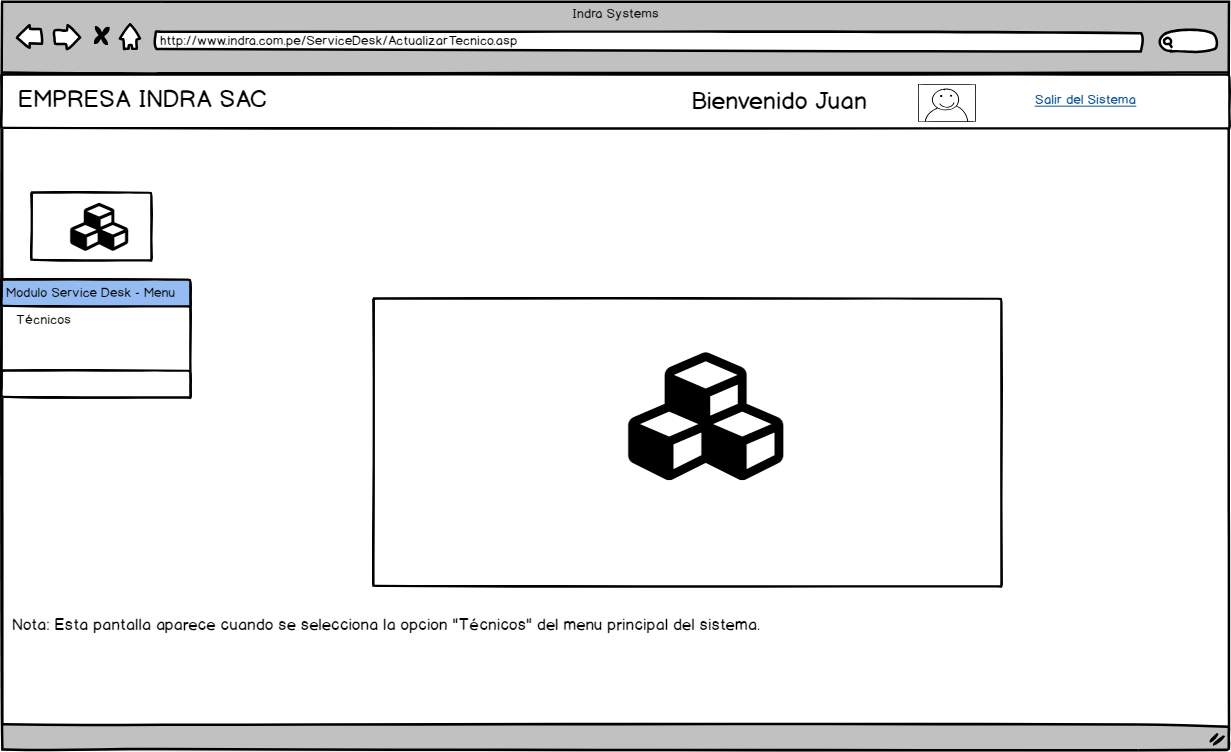 Indra Systems
http://www.indra.com.pe/ServiceDesk/ActualizarTecnico.asp
EMPRESA INDRA SAC
Bienvenido Juan
Salir del Sistema
Modulo Service Desk - Menu
Técnicos
Nota: Esta pantalla aparece cuando se selecciona la opcion "Técnicos" del menu principal del sistema.